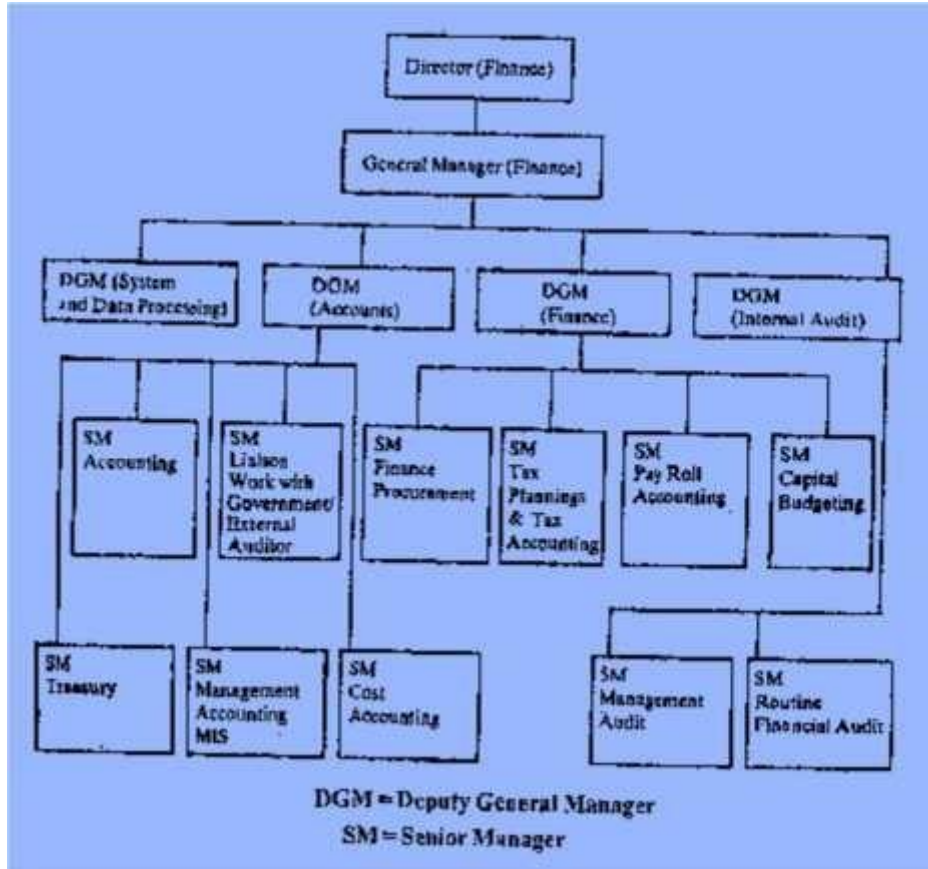 Director (Finance)
General Manager (Finance)
DGM (System
and Data Processing)
DGM
(Accounts)
DGM
(Finance)
DGM
(Internal Audit)
SM
Accounting
SM
Liaison
Work with
Government/
External
Auditor
SM
Finance
Procurement
SM
Tax
Plannings
& Tax
Accounting
SM
Pay Roll
Accounting
SM
Capital
Budgeting
SM
Treasury
SM
Management
Accounting
MIS
SM
Cost
Accounting
SM
Management
Audit
SM
Routine
Financial Audit
DGM = Deputy General Manager
SM = Senior Manager